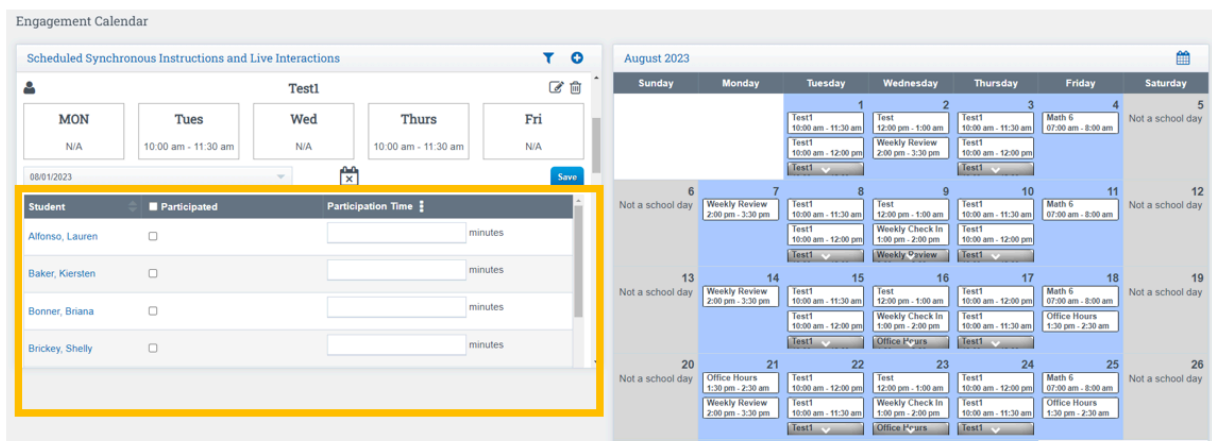 Engagement Calendar
Scheduled Synchronous Instructions and Live Interactions
Test1
MON Tues Wed Thurs Fri
N/A 10:00 am - 11:30 am N/A 10:00 am - 11:30 am N/A
08/01/2023 Save
Student Participated Participation Time
Alfonso, Lauren minutes
Baker, Kiersten minutes
Bonner, Briana minutes
Brickey, Shelly minutes
August 2023
Sunday Monday Tuesday Wednesday Thursday Friday Saturday
1 2 3 4 5
Test1 Test Test1 Math 6 Not a school day
10:00 am - 11:30 am 12:00 pm - 1:00 am 10:00 am - 11:30 am 07:00 am - 8:00 am
Test1 Weekly Review Test1
10:00 am - 12:00 pm 2:00 pm - 3:30 pm 10:00 am - 12:00 pm
Test1 Test1
6 7 8 9 10 11 12
Not a school day Weekly Review Test1 Test Test1 Math 6 Not a school day
2:00 pm - 3:30 pm 10:00 am - 11:30 am 12:00 pm - 1:00 am 10:00 am - 11:30 am 07:00 am - 8:00 am
Test1 Weekly Check In Test1
10:00 am - 12:00 pm 1:00 pm - 2:00 pm 10:00 am - 12:00 pm
Test1 Weekly Review Test1
13 14 15 16 17 18 19
Not a school day Weekly Review Test1 Test Test1 Math 6 Not a school day
2:00 pm - 3:30 pm 10:00 am - 11:30 am 12:00 pm - 1:00 am 10:00 am - 12:00 pm 07:00 am - 8:00 am
Test1 Weekly Check In Test1 Office Hours
10:00 am - 12:00 pm 1:00 pm - 2:00 pm 10:00 am - 11:30 am 1:30 pm - 2:30 am
Test1 Office Hours Test1
20 21 22 23 24 25 26
Not a school day Office Hours Test1 Test Test1 Math 6 Not a school day
1:30 pm - 2:30 am 10:00 am - 12:00 pm 12:00 pm - 1:00 am 10:00 am - 12:00 pm 07:00 am - 8:00 am
Weekly Review Test1 Weekly Check In Test1 Office Hours
2:00 pm - 3:30 pm 10:00 am - 11:30 am 1:00 pm - 2:00 pm 10:00 am - 11:30 am 1:30 pm - 2:30 am
Test1 Office Hours Test1